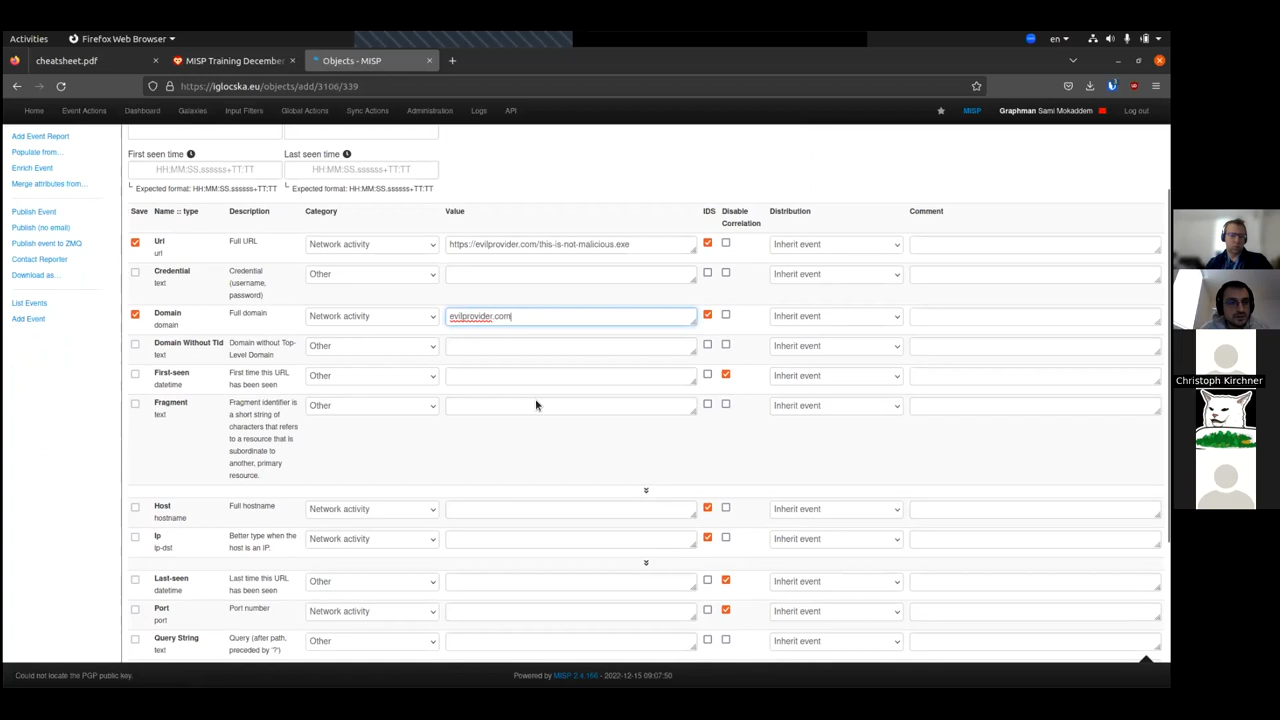 Activities
Firefox Web Browser
en
cheatsheet.pdf
MISP Training December
Objects - MISP
https://iglocska.eu/objects/add/3106/339
Home Event Actions Dashboard Galaxies Input Filters Global Actions Sync Actions Administration Logs API
MISP Graphman Sami Mokaddem Log out
Add Event Report
Populate from...
Enrich Event
Merge attributes from...
Publish Event
Publish (no email)
Publish event to ZMQ
Contact Reporter
Download as...
List Events
Add Event
First seen time Last seen time
HH:MM:SS.ssssss+TT:TT HH:MM:SS.ssssss+TT:TT
Expected format: HH:MM:SS.ssssss+TT:TT Expected format: HH:MM:SS.ssssss+TT:TT
Save Name :: type Description Category Value IDS Disable Correlation Distribution Comment
Url Full URL Network activity https://evilprovider.com/this-is-not-malicious.exe Inherit event
url
Credential Credential Other Inherit event
text (username,
password)
Domain Full domain Network activity evilprovider.com Inherit event
domain
Domain Without Tld Domain without Top- Other Inherit event
text Level Domain
First-seen First time this URL Other Inherit event
datetime has been seen
Fragment Fragment identifier is Other Inherit event
text a short string of
characters that refers
to a resource that is
subordinate to
another, primary
resource.
Host Full hostname Network activity Inherit event
hostname
Ip Better type when the Network activity Inherit event
ip-dst host is an IP.
Last-seen Last time this URL Other Inherit event
datetime has been seen
Port Port number Network activity Inherit event
port
Query String Query (after path, Other Inherit event
text preceded by '?')
Could not locate the PGP public key.
Powered by MISP 2.4.166 - 2022-12-15 09:07:50
Christoph Kirchner